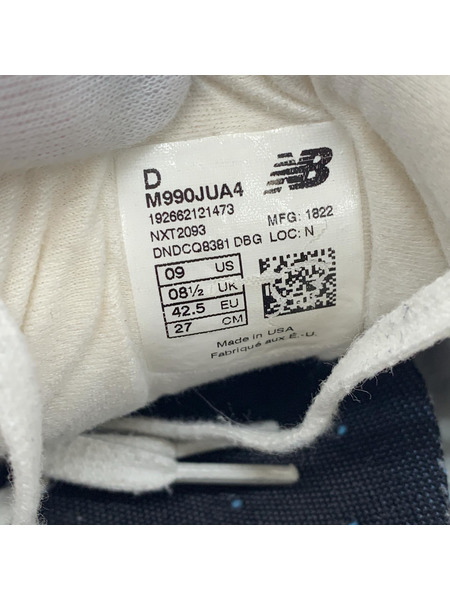 D
M990JUA4
192662121473
NXT2093
MFG: 1822
DNDCQ8381 DBG LOC: N
09 US
08½ UK
42.5 EU
27 CM
Made in USA
Fabriqué aux É.-U.
NB